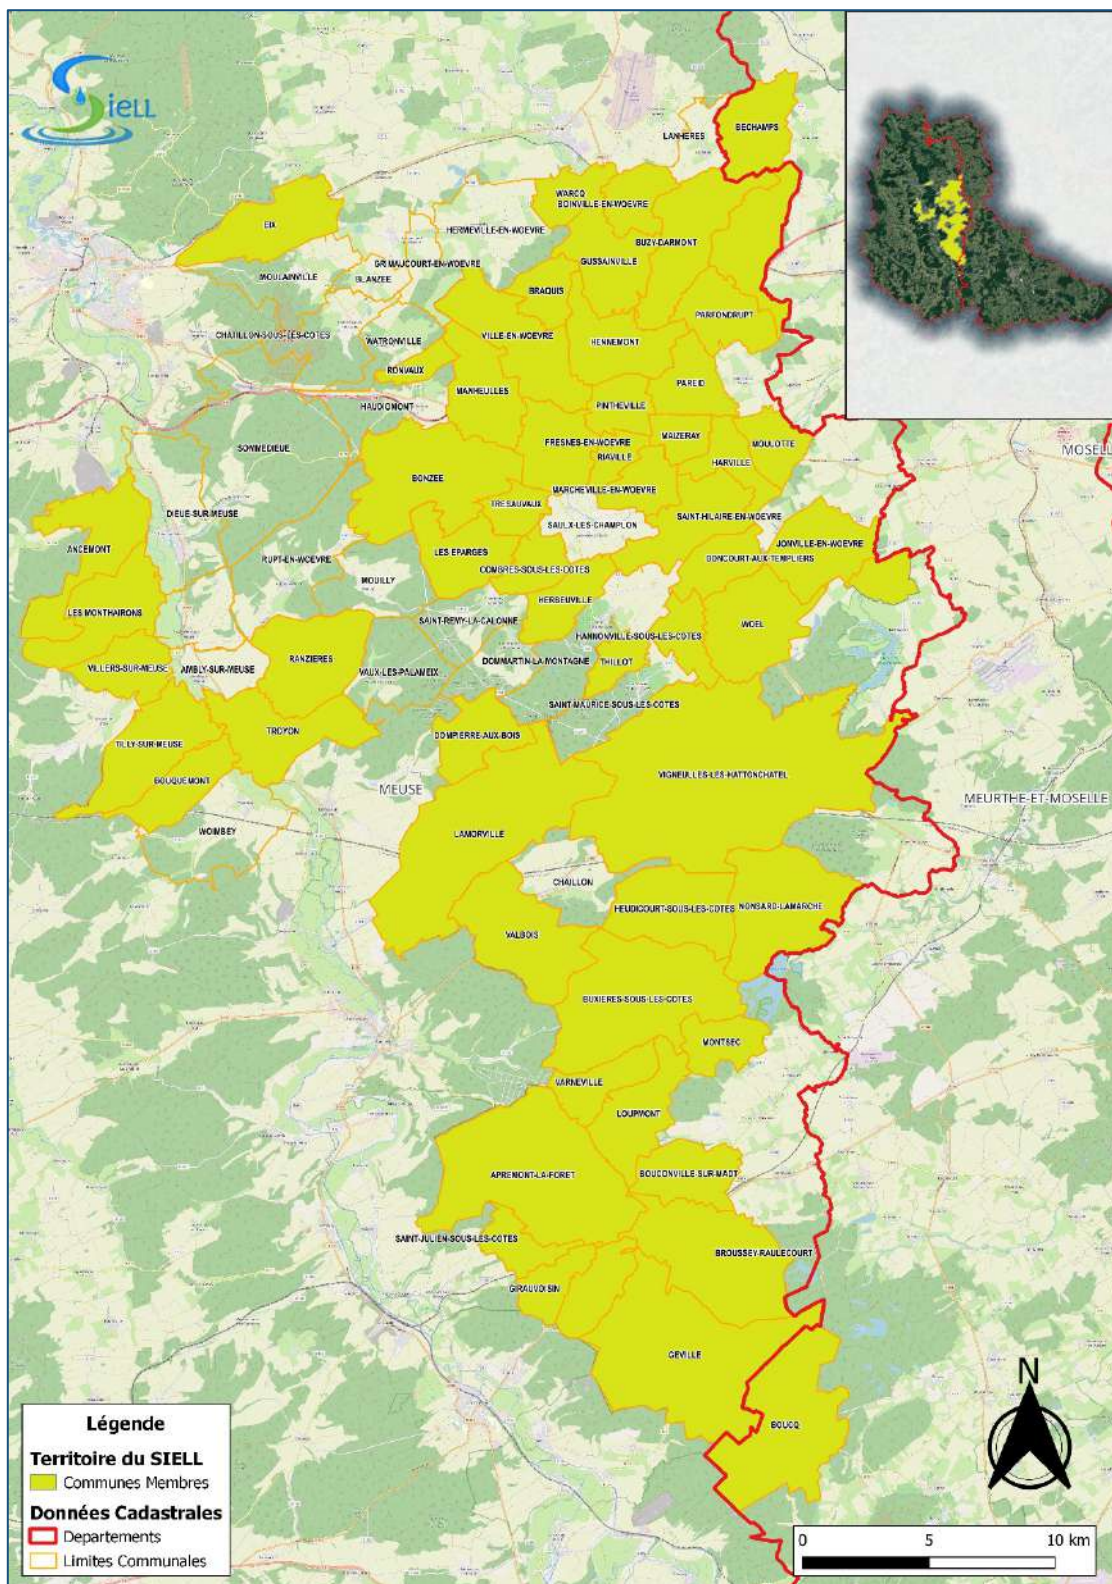 SieLL
LANHERES
BECHAMPS
WARCQ
BOINVILLE-EN-WOEVRE
EIX
HERMEVILLE-EN-WOEVRE
BUZY-DARMONT
GRIMAUCOURT-EN-WOEVRE
GUSSAINVILLE
MOULAINVILLE
BLANZEE
BRAQUIS
PARFONDRUPT
CHATILLON-SOUS-LES-COTES
WATRONVILLE
VILLE-EN-WOEVRE
HENNEMONT
RONVAUX
MANHEULLES
PAREID
HAUDIOMONT
PINTHEVILLE
SOMMEDIEUE
FRESNES-EN-WOEVRE
MAIZERAY
MOULOTTE
MOSELL
RIAVILLE
HARVILLE
BONZEE
MARCHEVILLE-EN-WOEVRE
TRESAUVAUX
DIEUE-SUR-MEUSE
SAULX-LES-CHAMPLON
SAINT-HILAIRE-EN-WOEVRE
ANCEMONT
LES EPARGES
JONVILLE-EN-WOEVRE
RUPT-EN-WOEVRE
COMBRES-SOUS-LES-COTES
DONCOURT-AUX-TEMPLIERS
MOUILLY
HERBEUVILLE
LES MONTHAIRONS
SAINT-REMY-LA-CALONNE
WOEL
HANNONVILLE-SOUS-LES-COTES
RANZIERES
VILLERS-SUR-MEUSE
AMBLY-SUR-MEUSE
VAUX-LES-PALAMEIX
DOMMARTIN-LA-MONTAGNE
THILLOT
SAINT-MAURICE-SOUS-LES-COTES
TROYON
DOMPIERRE-AUX-BOIS
TILLY-SUR-MEUSE
BOUQUEMONT
VIGNEULLES-LES-HATTONCHATEL
MEUSE
MEURTHE-ET-MOSELLE
WOIMBEY
LAMORVILLE
CHAILLON
HEUDICOURT-SOUS-LES-COTES
NONSARD-LAMARCHE
VALBOIS
BUXIERES-SOUS-LES-COTES
MONTSEC
VARNEVILLE
LOUPMONT
APREMONT-LA-FORET
BOUCONVILLE-SUR-MADT
SAINT-JULIEN-SOUS-LES-COTES
BROUSSEY-RAULECOURT
GIRAUVOISIN
GEVILLE
BOUCQ
N
Légende
Territoire du SIELL
Communes Membres
Données Cadastrales
Departements
Limites Communales
0 5 10 km